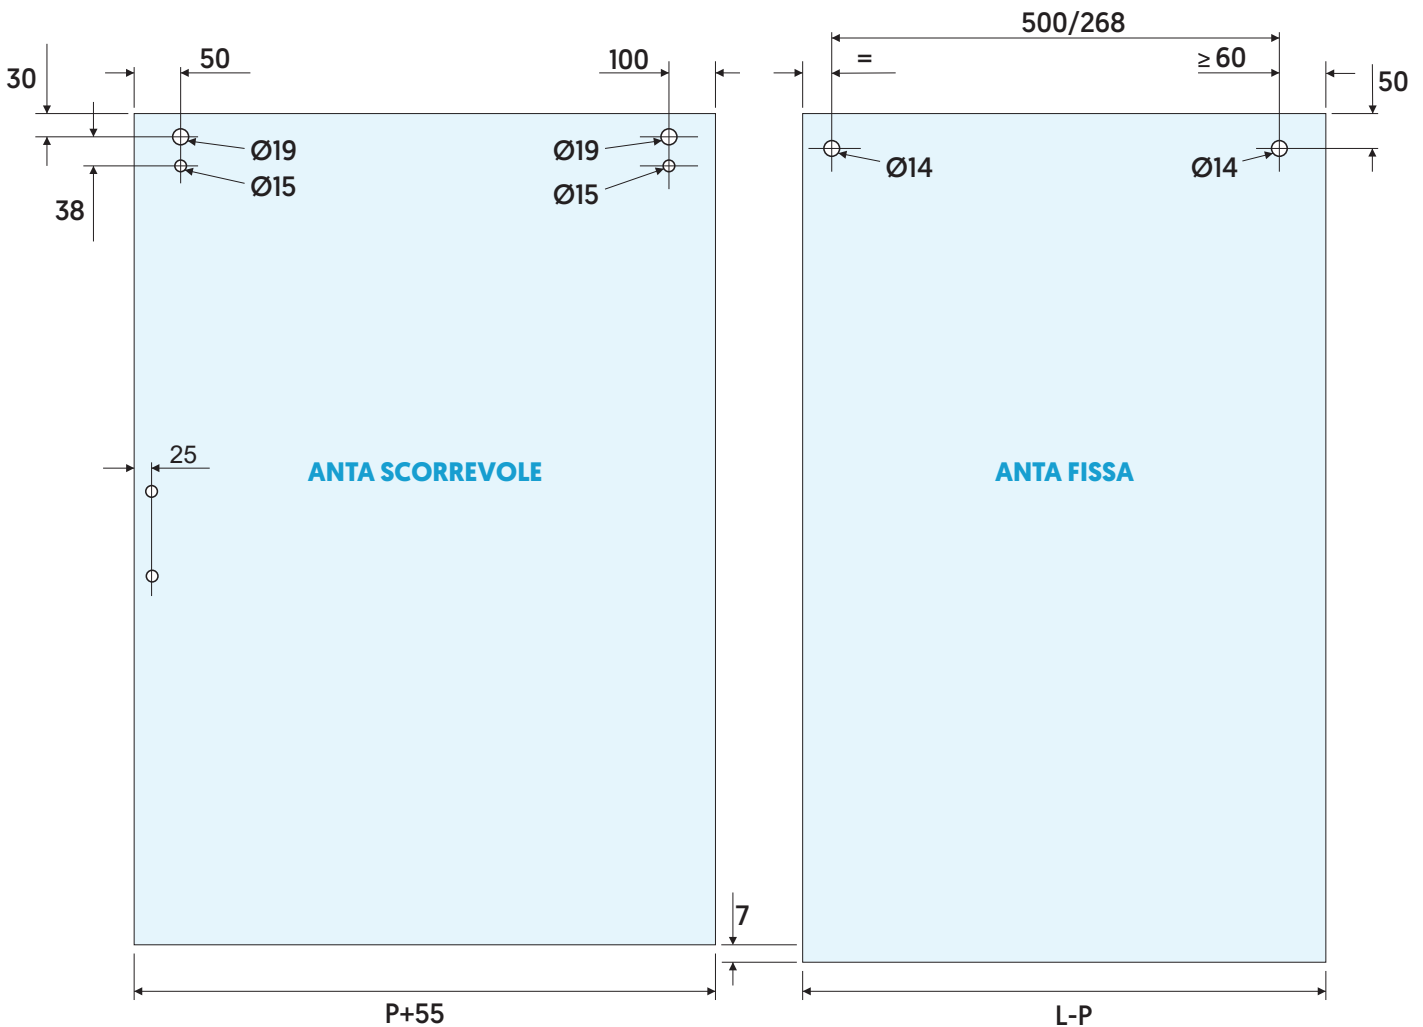 500/268
50
100
=
≥ 60
30
50
Ø19
Ø19
Ø14
Ø14
Ø15
Ø15
38
25
ANTA SCORREVOLE
ANTA FISSA
7
P+55
L-P